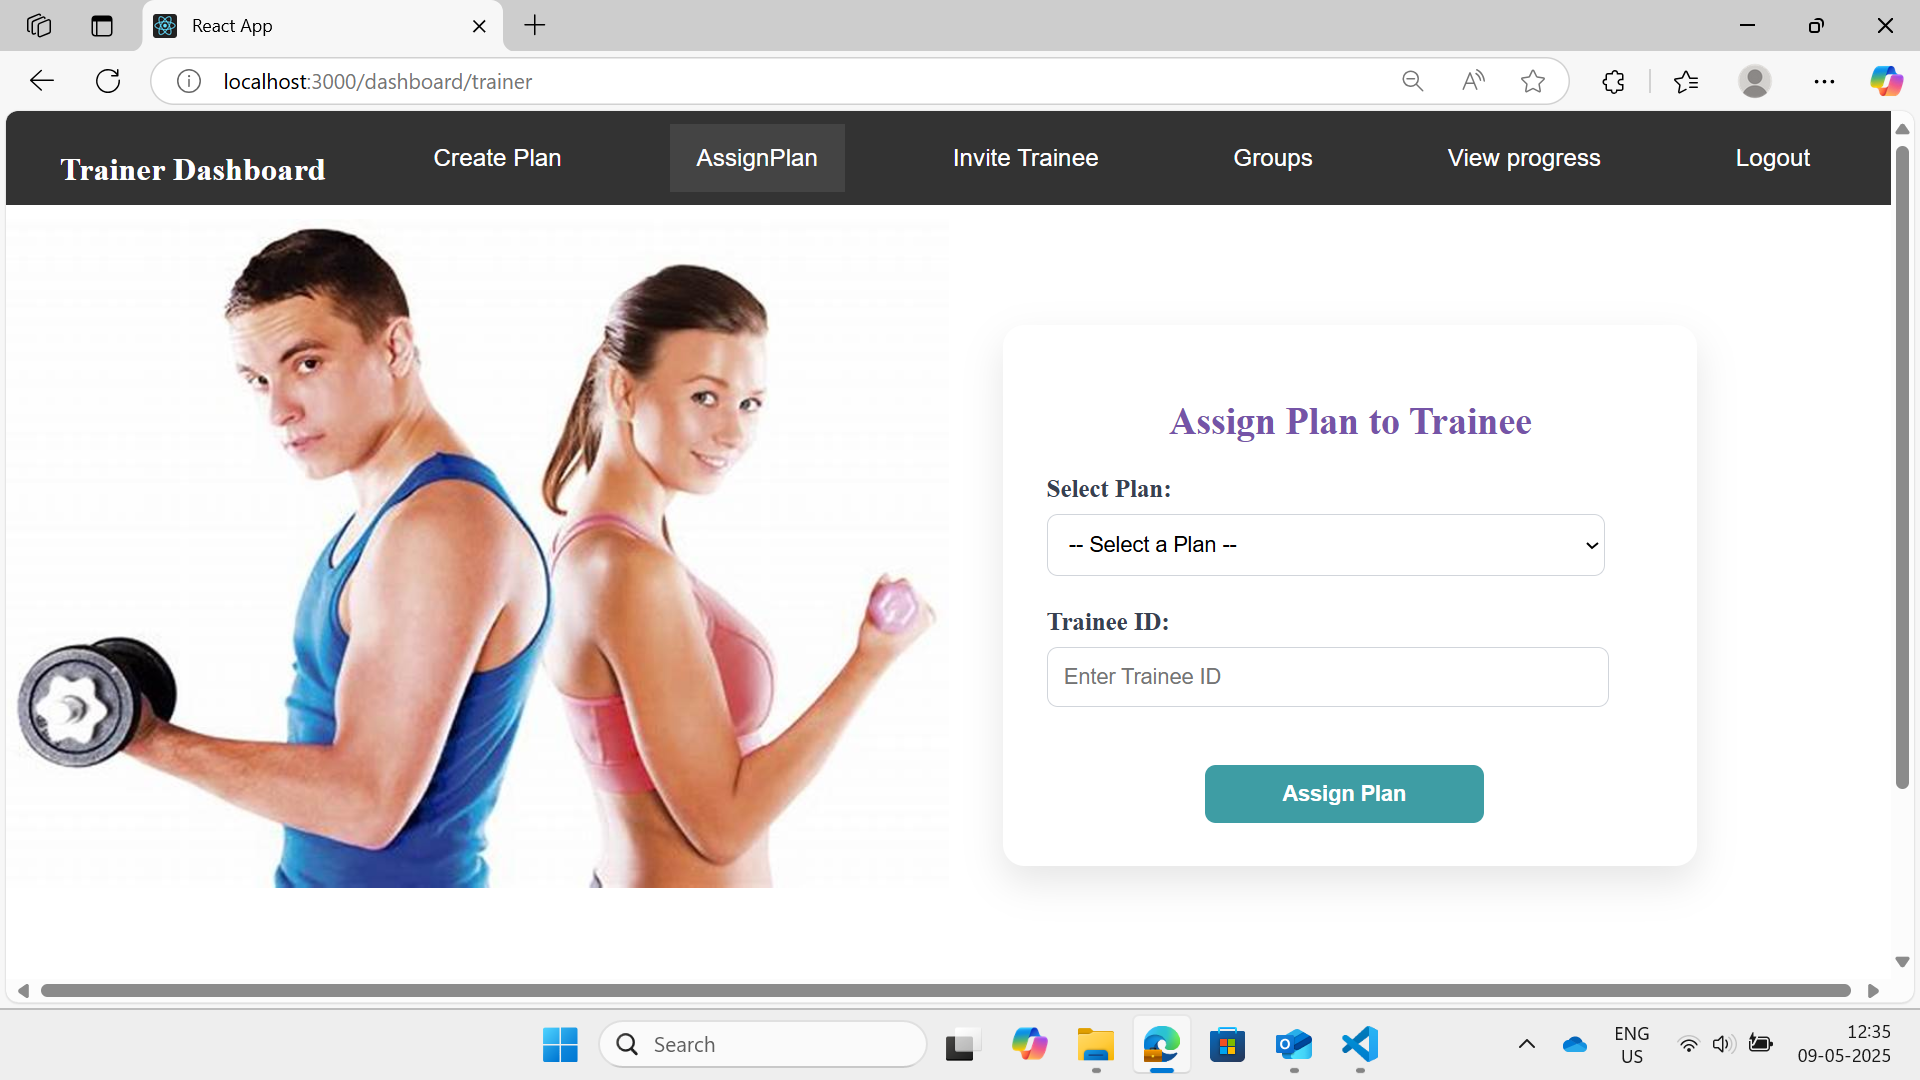 React App
localhost:3000/dashboard/trainer
Trainer Dashboard
Create Plan
AssignPlan
Invite Trainee
Groups
View progress
Logout
Assign Plan to Trainee
Select Plan:
-- Select a Plan --
Trainee ID:
Enter Trainee ID
Assign Plan
Search
ENG
US
12:35
09-05-2025